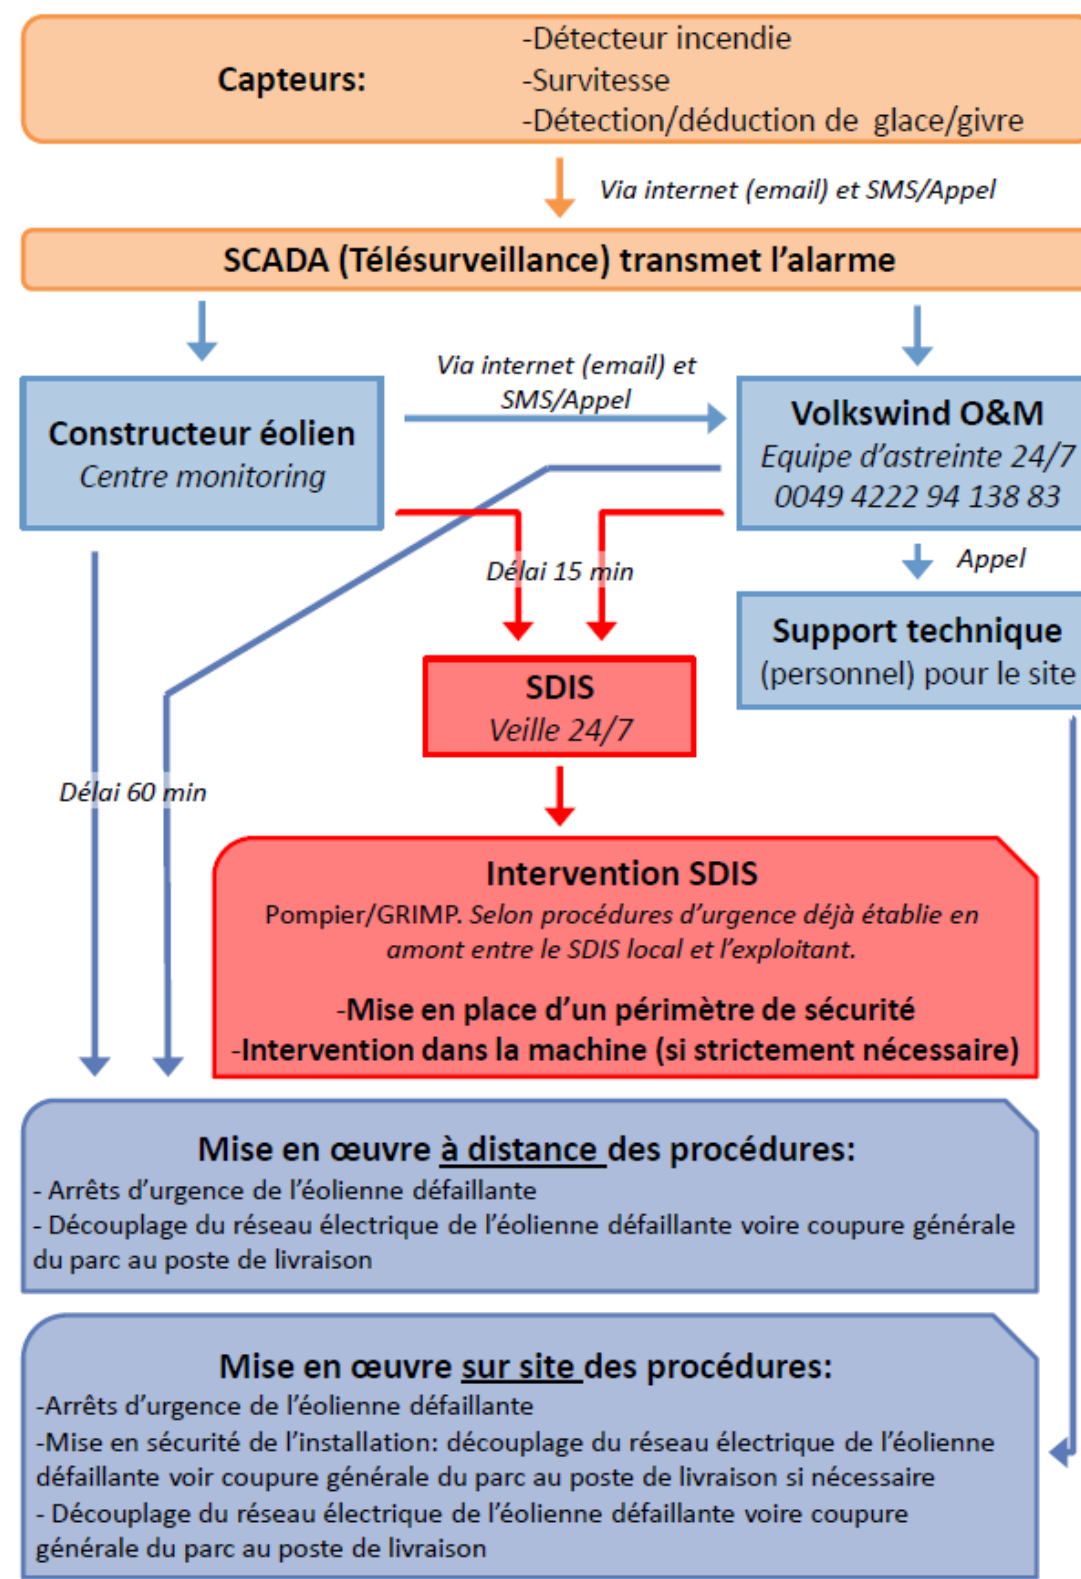 Capteurs:
-Détecteur incendie
-Survitesse
-Détection/déduction de glace/givre
Via internet (email) et SMS/Appel
SCADA (Télésurveillance) transmet l'alarme
Via internet (email) et
SMS/Appel
Constructeur éolien
Centre monitoring
Volkswind O&M
Equipe d'astreinte 24/7
0049 4222 94 138 83
Délai 15 min
Appel
Support technique
(personnel) pour le site
SDIS
Veille 24/7
Délai 60 min
Intervention SDIS
Pompier/GRIMP. Selon procédures d'urgence déjà établie en
amont entre le SDIS local et l'exploitant.
-Mise en place d'un périmètre de sécurité
-Intervention dans la machine (si strictement nécessaire)
Mise en œuvre à distance des procédures:
- Arrêts d'urgence de l'éolienne défaillante
- Découplage du réseau électrique de l'éolienne défaillante voire coupure générale
du parc au poste de livraison
Mise en œuvre sur site des procédures:
-Arrêts d'urgence de l'éolienne défaillante
-Mise en sécurité de l'installation: découplage du réseau électrique de l'éolienne
défaillante voir coupure générale du parc au poste de livraison si nécessaire
- Découplage du réseau électrique de l'éolienne défaillante voire coupure
générale du parc au poste de livraison